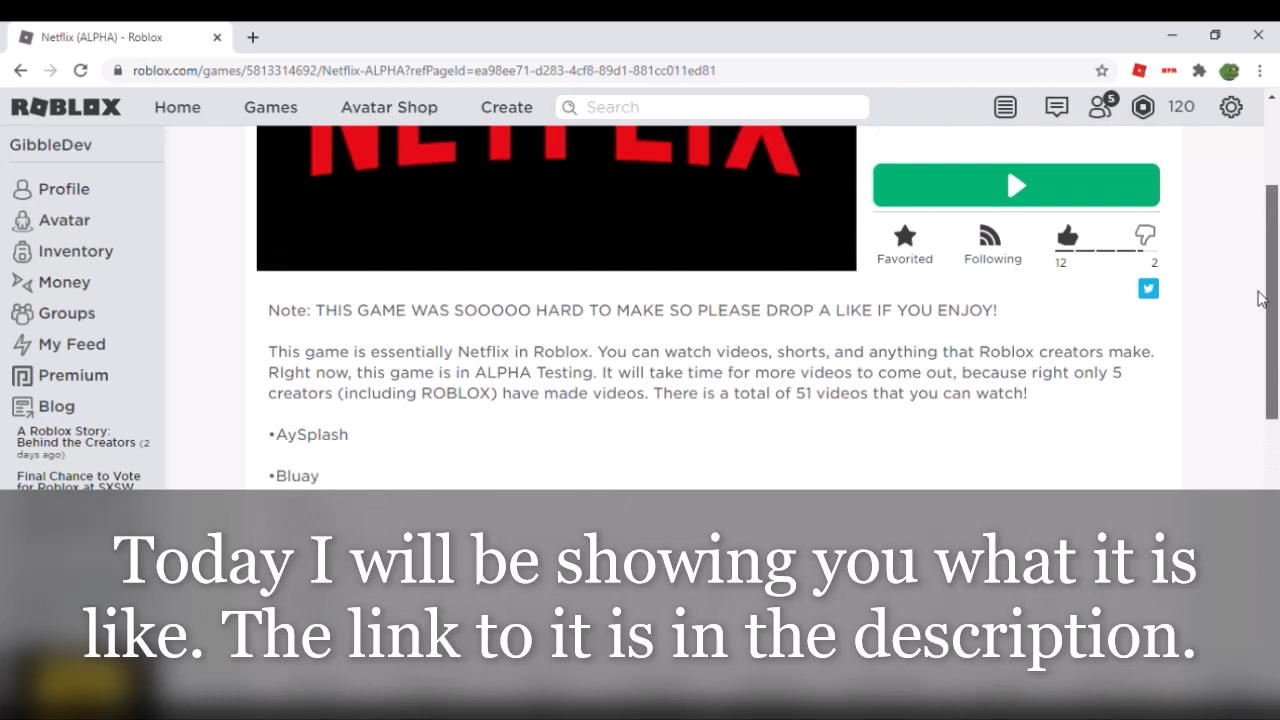 Netflix (ALPHA) - Roblox
roblox.com/games/5813314692/Netflix-ALPHA?refPageId=ea98ee71-d283-4cf8-89d1-881cc011ed81
ROBLOX Home Games Avatar Shop Create Search 5 120
GibbleDev
NETFLIX
Profile
Avatar
Inventory
Money
Groups
My Feed
Premium
Blog
A Roblox Story:
Behind the Creators (2
days ago)
Final Chance to Vote
for Roblox at SXSW
Favorited Following 12 2
Note: THIS GAME WAS SOOOOO HARD TO MAKE SO PLEASE DROP A LIKE IF YOU ENJOY!
This game is essentially Netflix in Roblox. You can watch videos, shorts, and anything that Roblox creators make.
RIght now, this game is in ALPHA Testing. It will take time for more videos to come out, because right only 5
creators (including ROBLOX) have made videos. There is a total of 51 videos that you can watch!
•AySplash
•Bluay
Today I will be showing you what it is
like. The link to it is in the description.